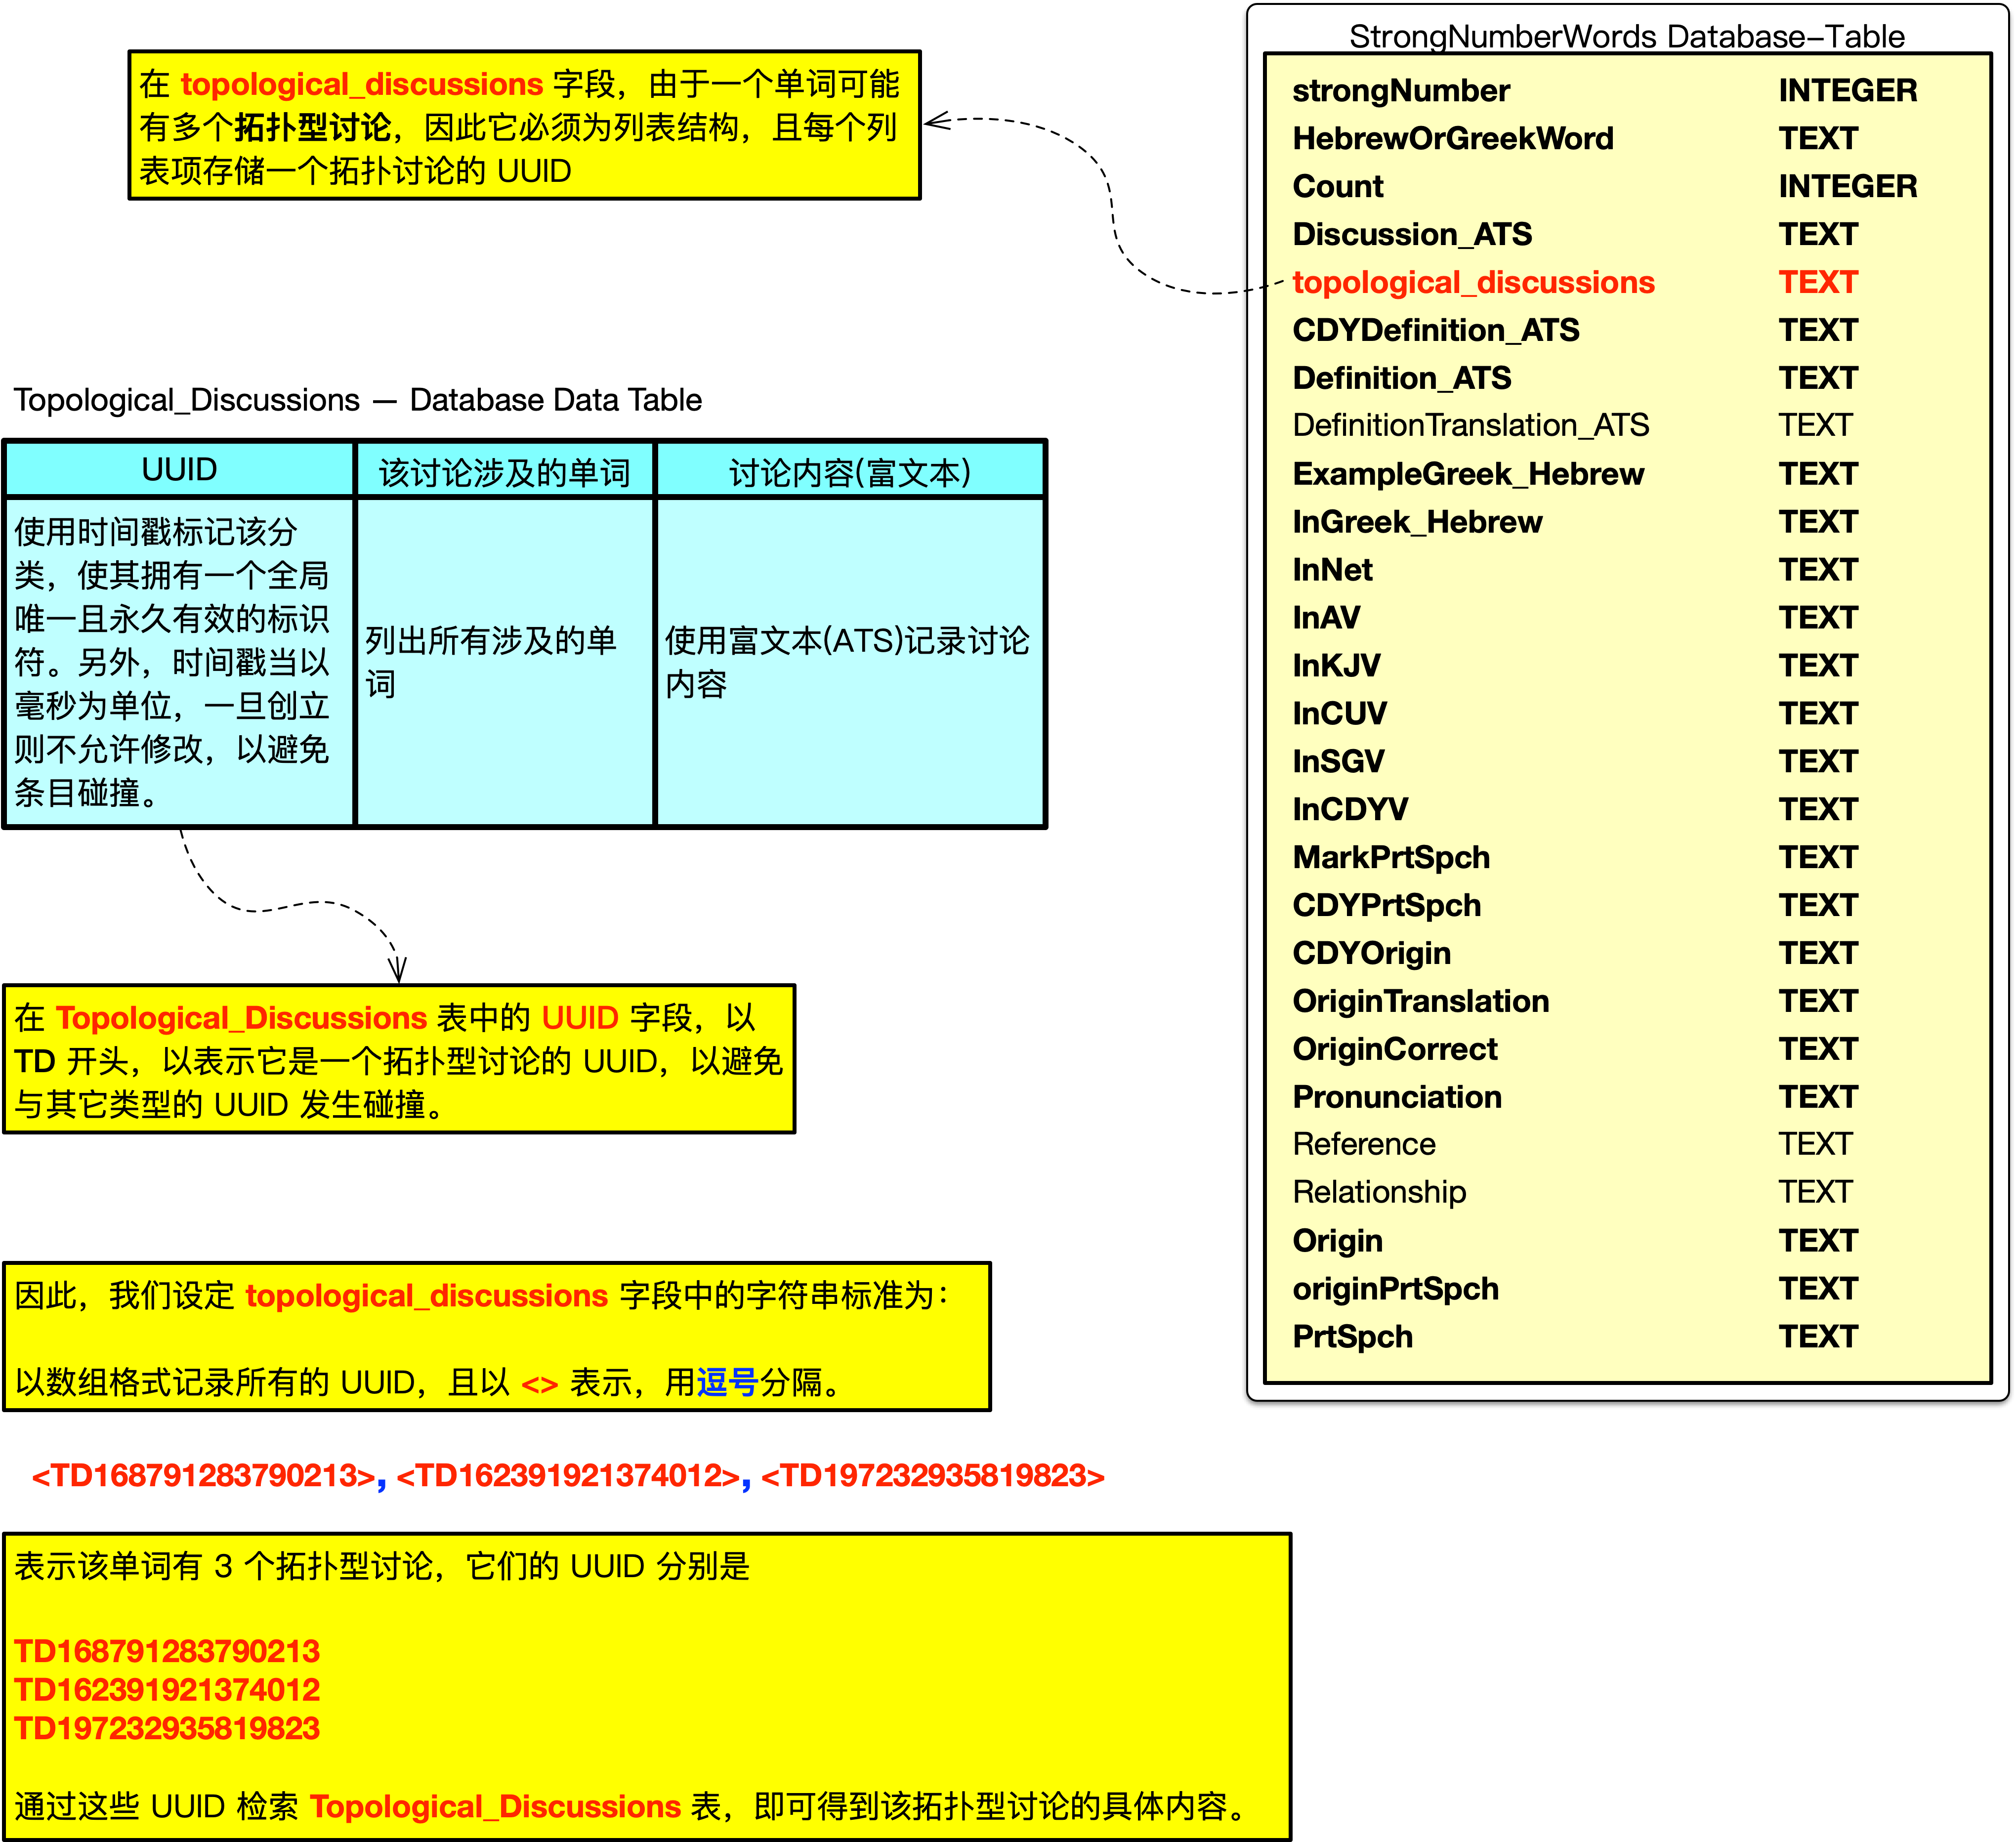 StrongNumberWords Database-Table
strongNumber INTEGER
HebrewOrGreekWord TEXT
Count INTEGER
Discussion_ATS TEXT
topological_discussions TEXT
CDYDefinition_ATS TEXT
Definition_ATS TEXT
DefinitionTranslation_ATS TEXT
ExampleGreek_Hebrew TEXT
InGreek_Hebrew TEXT
InNet TEXT
InAV TEXT
InKJV TEXT
InCUV TEXT
InSGV TEXT
InCDYV TEXT
MarkPrtSpch TEXT
CDYPrtSpch TEXT
CDYOrigin TEXT
OriginTranslation TEXT
OriginCorrect TEXT
Pronunciation TEXT
Reference TEXT
Relationship TEXT
Origin TEXT
originPrtSpch TEXT
PrtSpch TEXT
在 topological_discussions 字段，由于一个单词可能
有多个拓扑型讨论，因此它必须为列表结构，且每个列
表项存储一个拓扑讨论的 UUID
Topological_Discussions — Database Data Table
UUID 该讨论涉及的单词 讨论内容(富文本)
使用时间戳标记该分
类，使其拥有一个全局
唯一且永久有效的标识
符。另外，时间戳当以
毫秒为单位，一旦创立
则不允许修改，以避免
条目碰撞。
列出所有涉及的单
词
使用富文本(ATS)记录讨论
内容
在 Topological_Discussions 表中的 UUID 字段，以
TD 开头，以表示它是一个拓扑型讨论的 UUID，以避免
与其它类型的 UUID 发生碰撞。
因此，我们设定 topological_discussions 字段中的字符串标准为：
以数组格式记录所有的 UUID，且以 <> 表示，用逗号分隔。
<TD168791283790213>, <TD162391921374012>, <TD197232935819823>
表示该单词有 3 个拓扑型讨论，它们的 UUID 分别是
TD168791283790213
TD162391921374012
TD197232935819823
通过这些 UUID 检索 Topological_Discussions 表，即可得到该拓扑型讨论的具体内容。